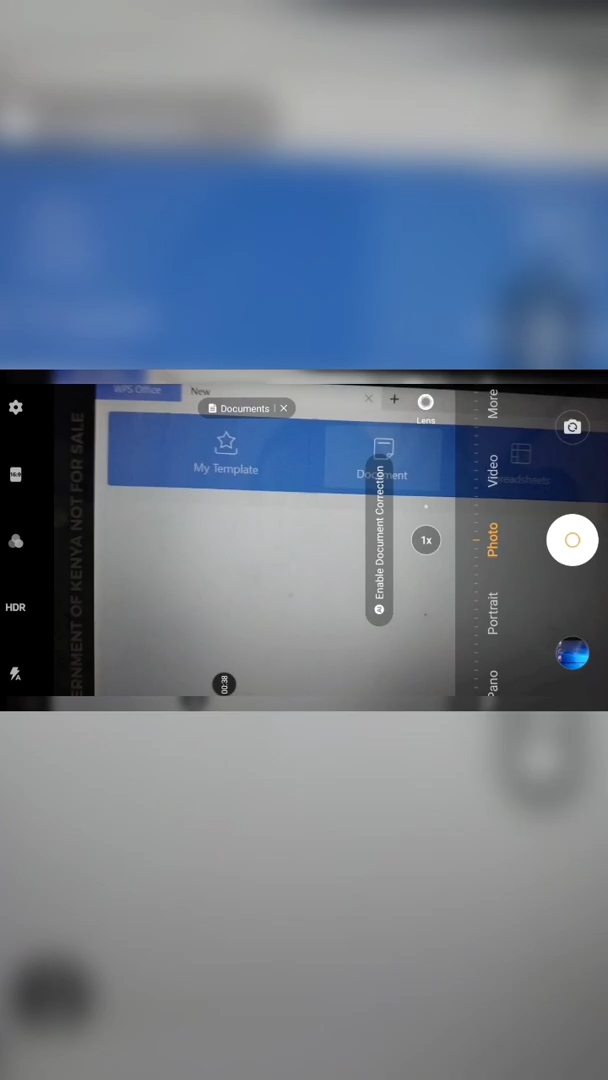 WPS Office
New
Documents
Lens
My Template
Document
Enable Document Correction
1x
HDR
ERNMENT OF KENYA NOT FOR SALE
00:38
More
Video
Photo
Portrait
Pano